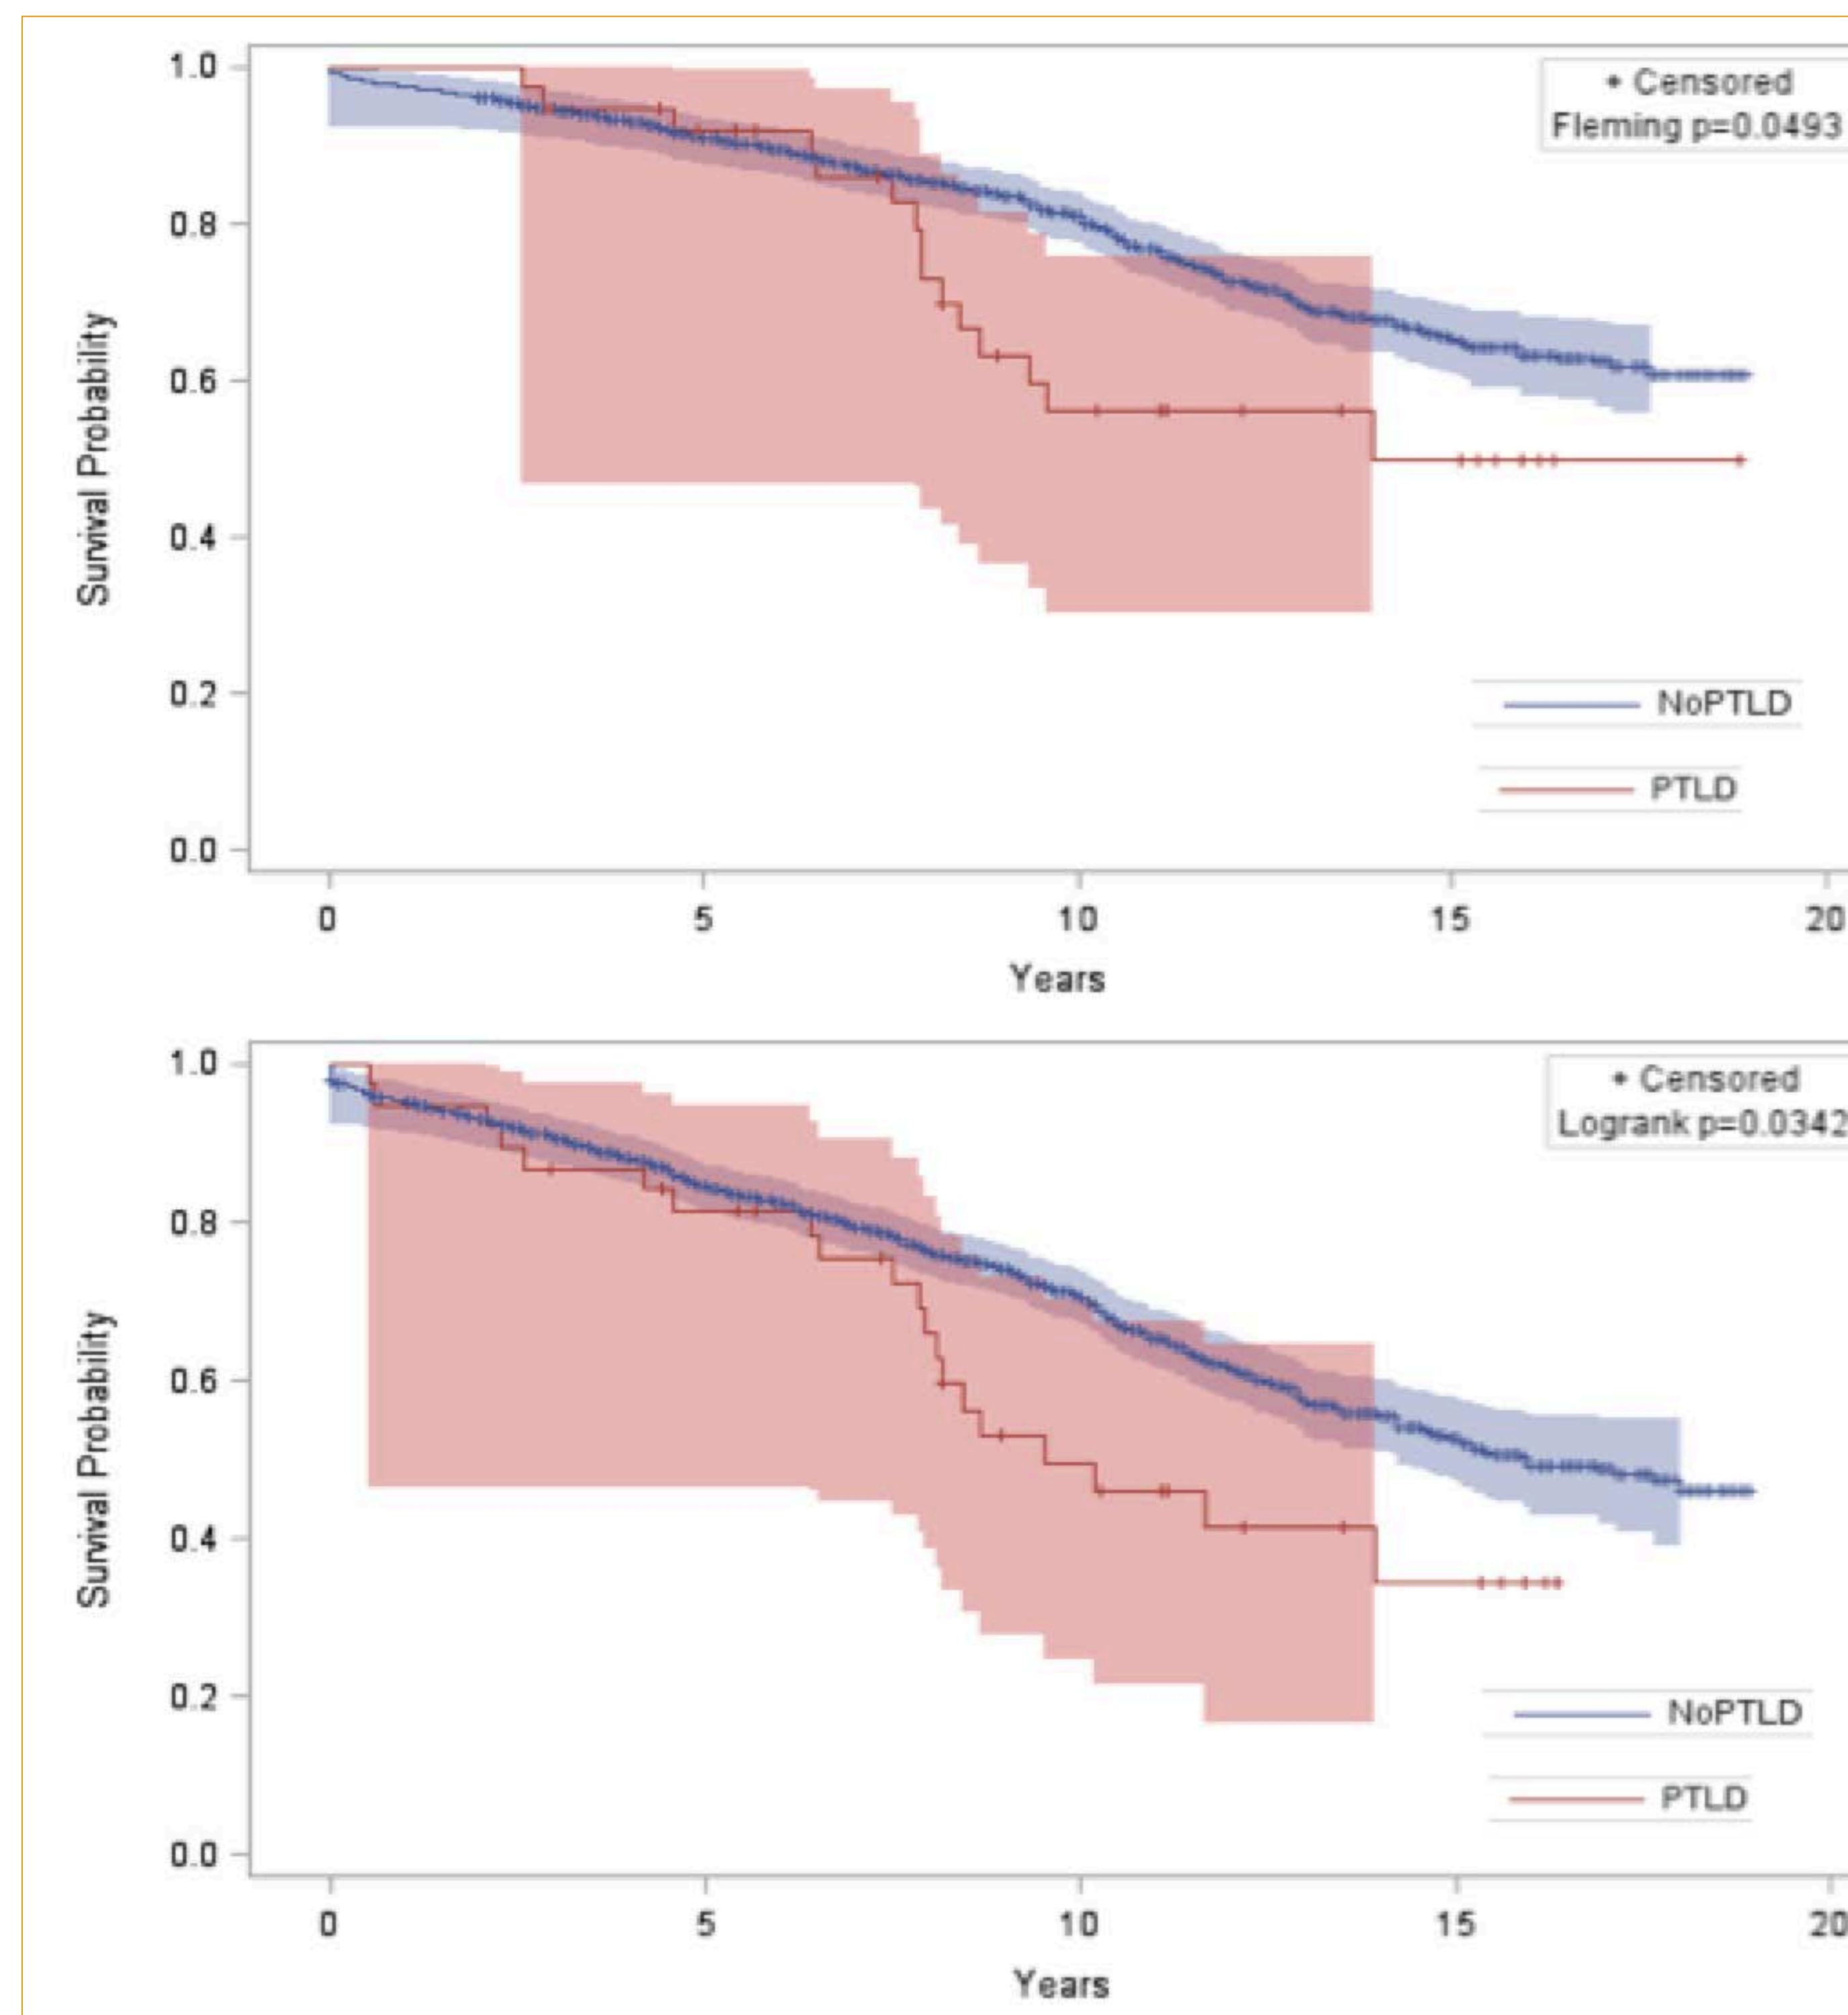 1.0
0.8
0.6
0.4
0.2
0.0
Survival Probability
Censored
Fleming p=0.0493
NoPTLD
PTLD
0 5 10 15 20
Years
1.0
0.8
0.6
0.4
0.2
0.0
Survival Probability
Censored
Logrank p=0.0342
NoPTLD
PTLD
0 5 10 15 20
Years